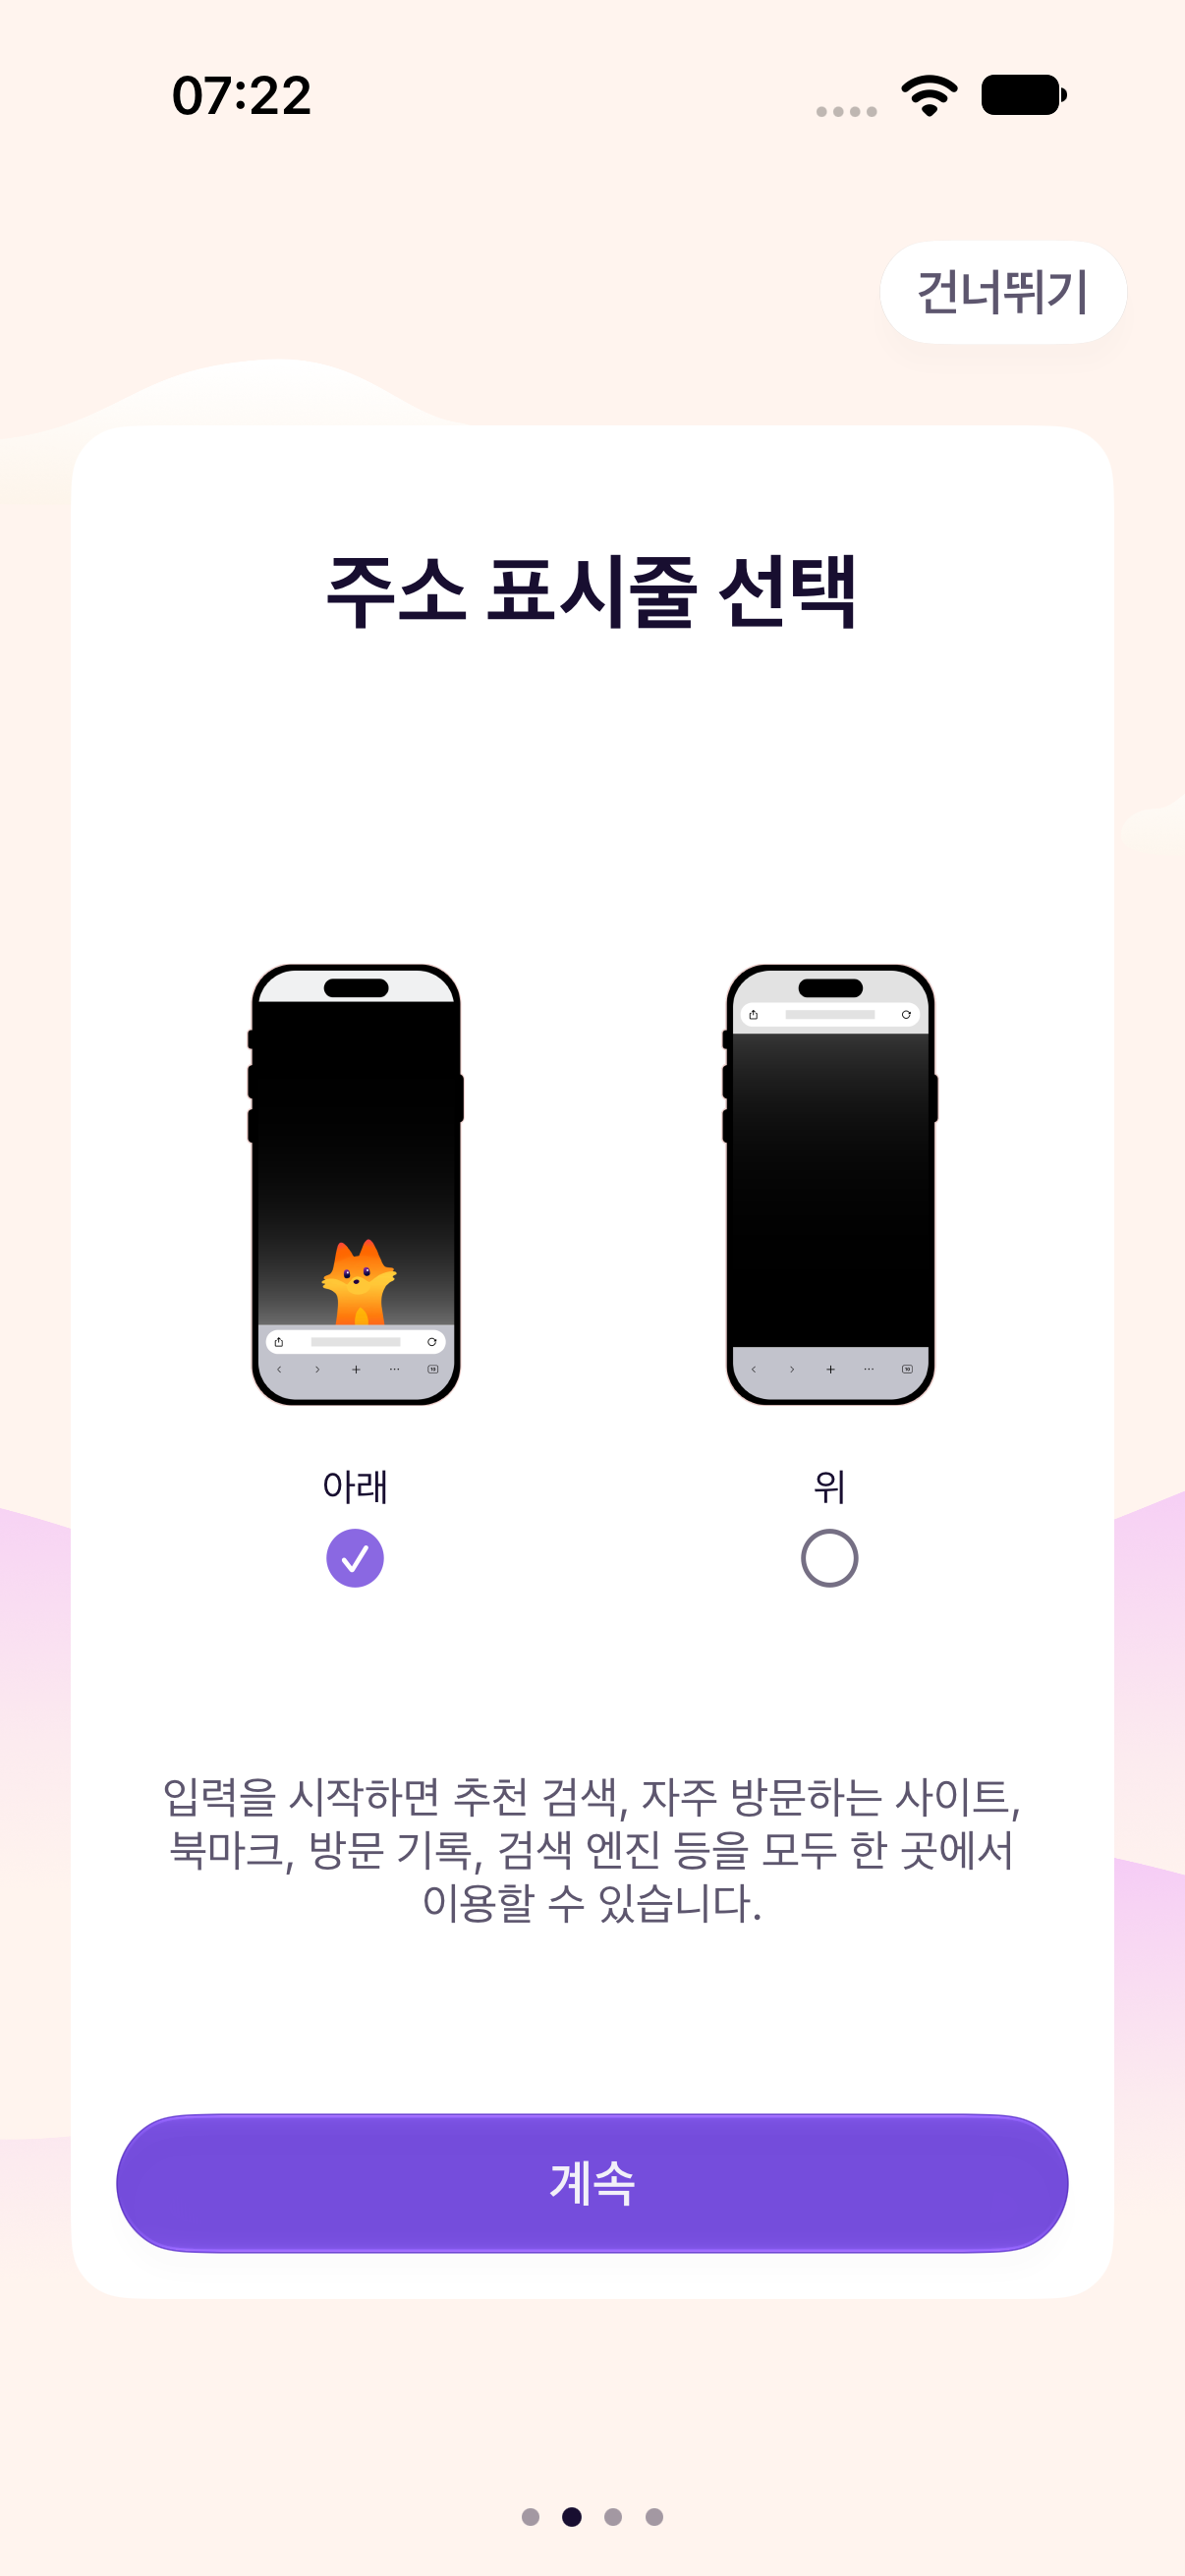 07:22
건너뛰기
주소 표시줄 선택
아래
위
입력을 시작하면 추천 검색, 자주 방문하는 사이트,
북마크, 방문 기록, 검색 엔진 등을 모두 한 곳에서
이용할 수 있습니다.
계속